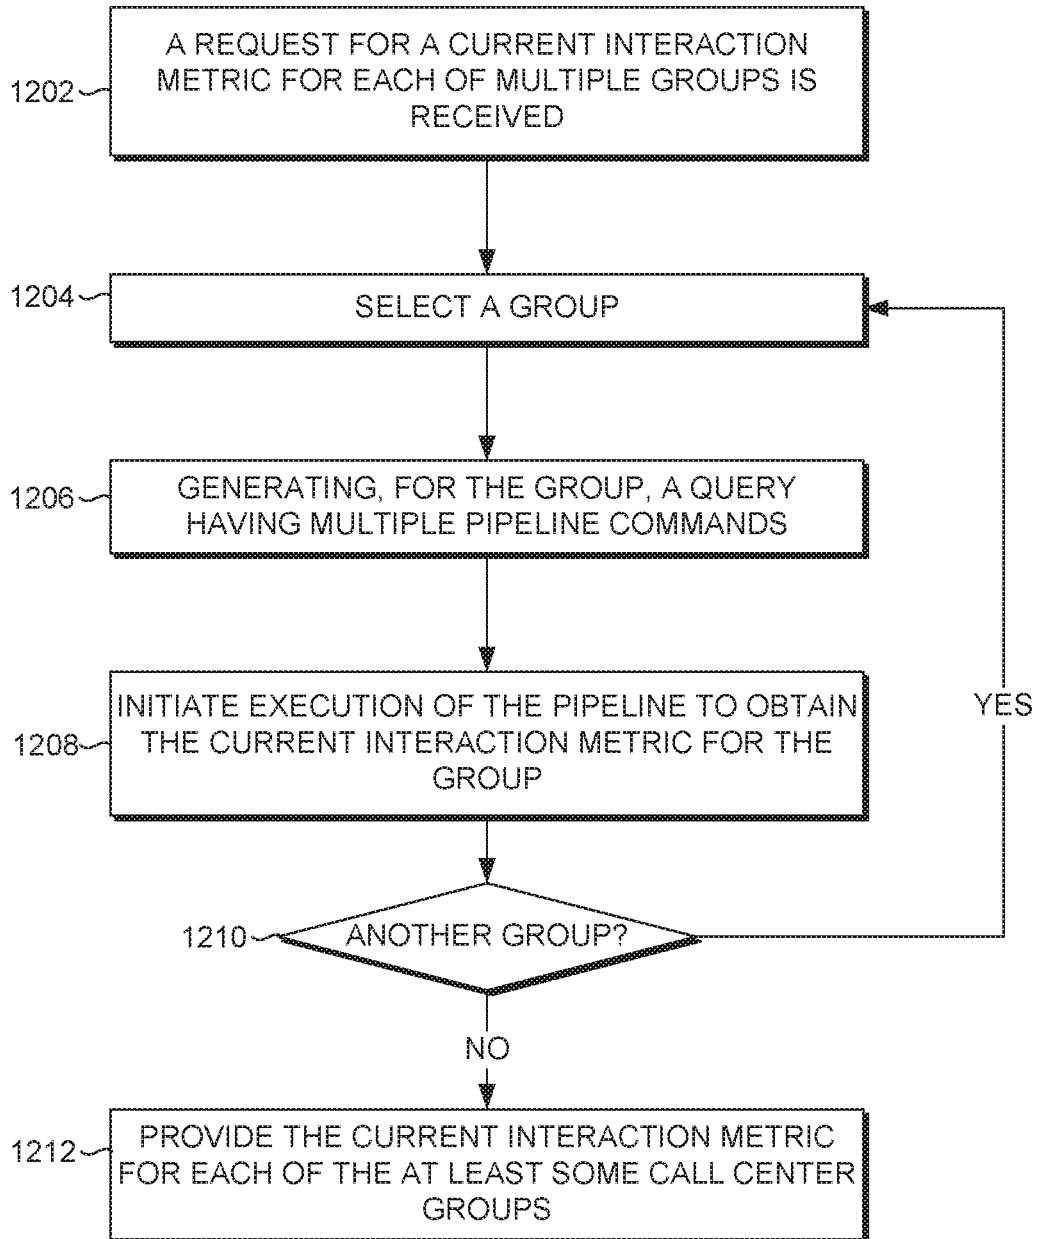 A REQUEST FOR A CURRENT INTERACTION
METRIC FOR EACH OF MULTIPLE GROUPS IS
RECEIVED
1202
1204
SELECT A GROUP
1206
GENERATING, FOR THE GROUP, A QUERY
HAVING MULTIPLE PIPELINE COMMANDS
INITIATE EXECUTION OF THE PIPELINE TO OBTAIN
THE CURRENT INTERACTION METRIC FOR THE
GROUP
1208
YES
1210
ANOTHER GROUP?
NO
1212
PROVIDE THE CURRENT INTERACTION METRIC
FOR EACH OF THE AT LEAST SOME CALL CENTER
GROUPS